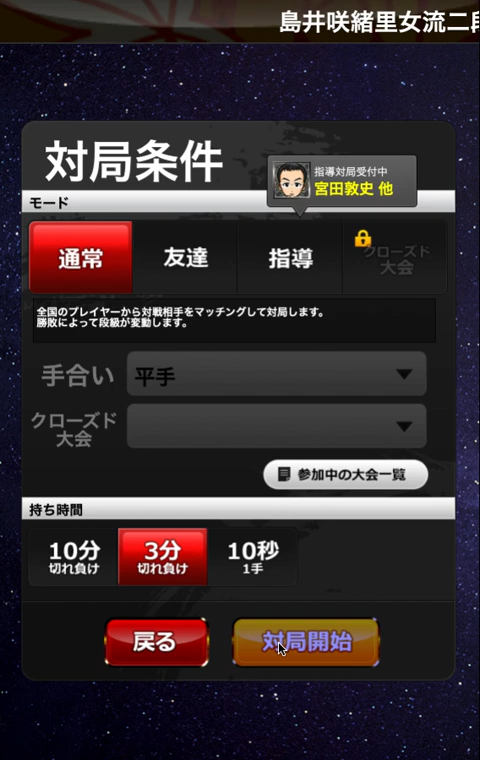 島井咲緒里女流二段
対局条件
指導対局受付中
宮田敦史 他
モード
通常
友達
指導
クローズド
大会
全国のプレイヤーから対戦相手をマッチングして対局します。
勝敗によって段級が変動します。
手合い
平手
クローズド
大会
参加中の大会一覧
持ち時間
10分
切れ負け
3分
切れ負け
10秒
1手
戻る
対局開始